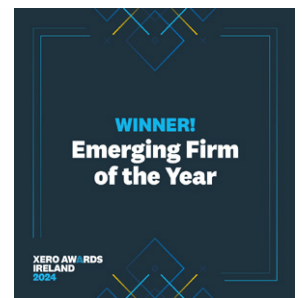 WINNER!
Emerging Firm
of the Year
XERO AWARDS
IRELAND
2024